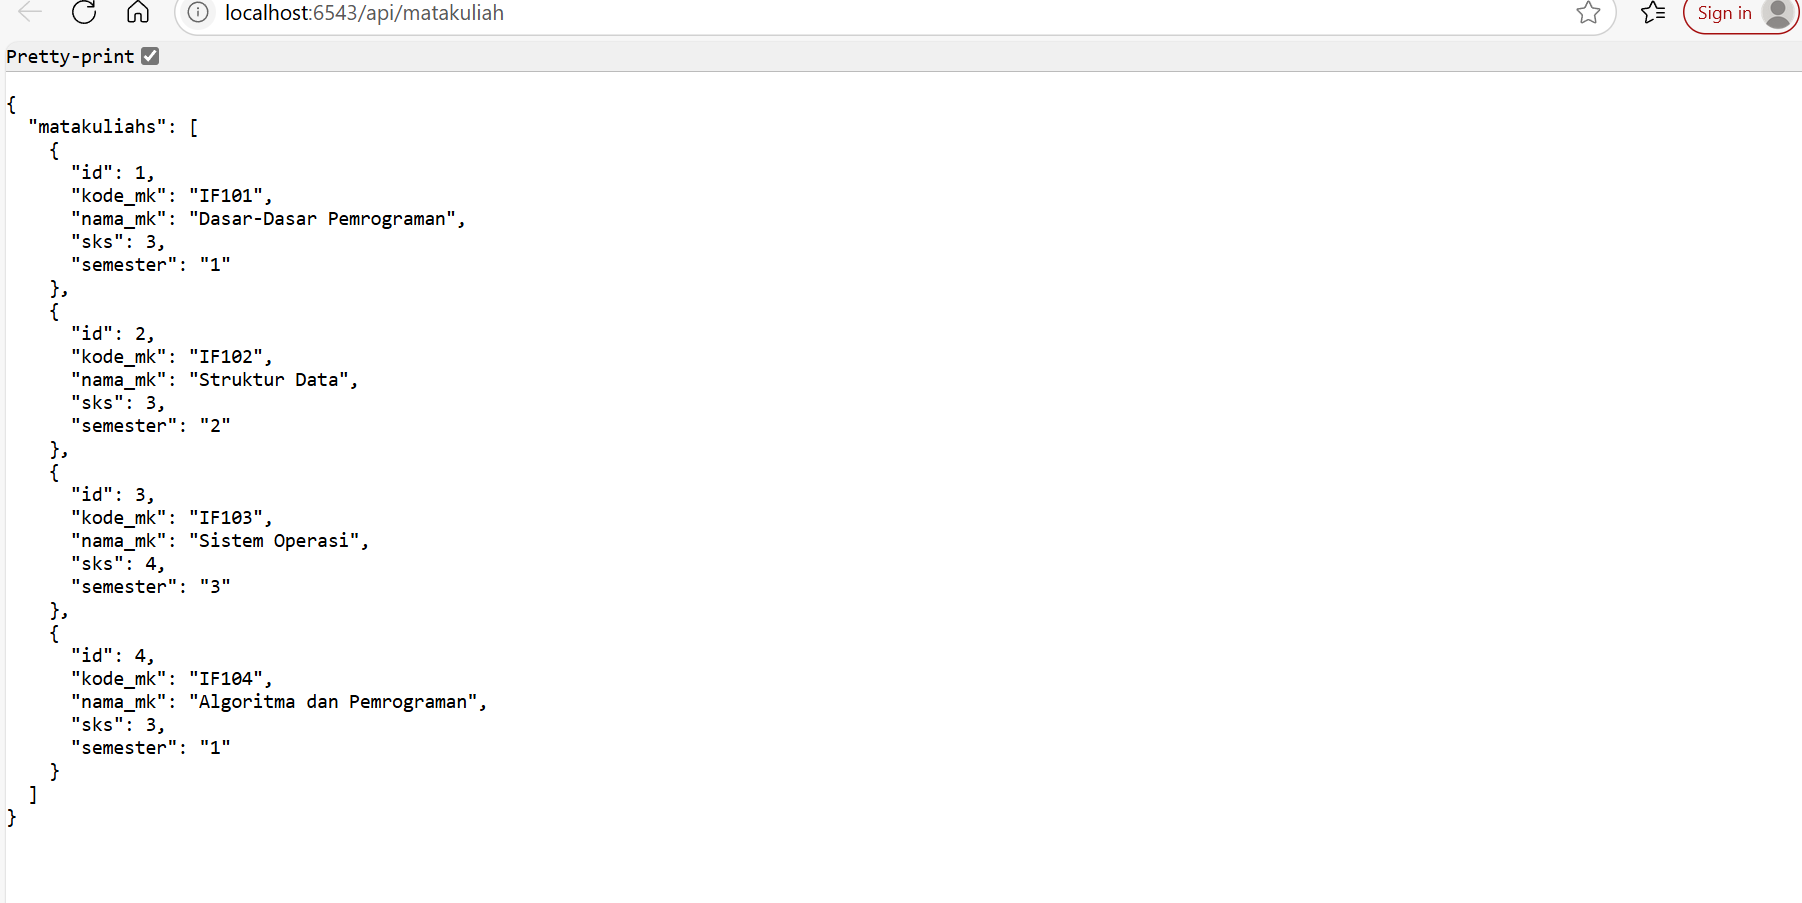 localhost:6543/api/matakuliah
Sign in
Pretty-print
{
  "matakuliahs": [
    {
      "id": 1,
      "kode_mk": "IF101",
      "nama_mk": "Dasar-Dasar Pemrograman",
      "sks": 3,
      "semester": "1"
    },
    {
      "id": 2,
      "kode_mk": "IF102",
      "nama_mk": "Struktur Data",
      "sks": 3,
      "semester": "2"
    },
    {
      "id": 3,
      "kode_mk": "IF103",
      "nama_mk": "Sistem Operasi",
      "sks": 4,
      "semester": "3"
    },
    {
      "id": 4,
      "kode_mk": "IF104",
      "nama_mk": "Algoritma dan Pemrograman",
      "sks": 3,
      "semester": "1"
    }
  ]
}